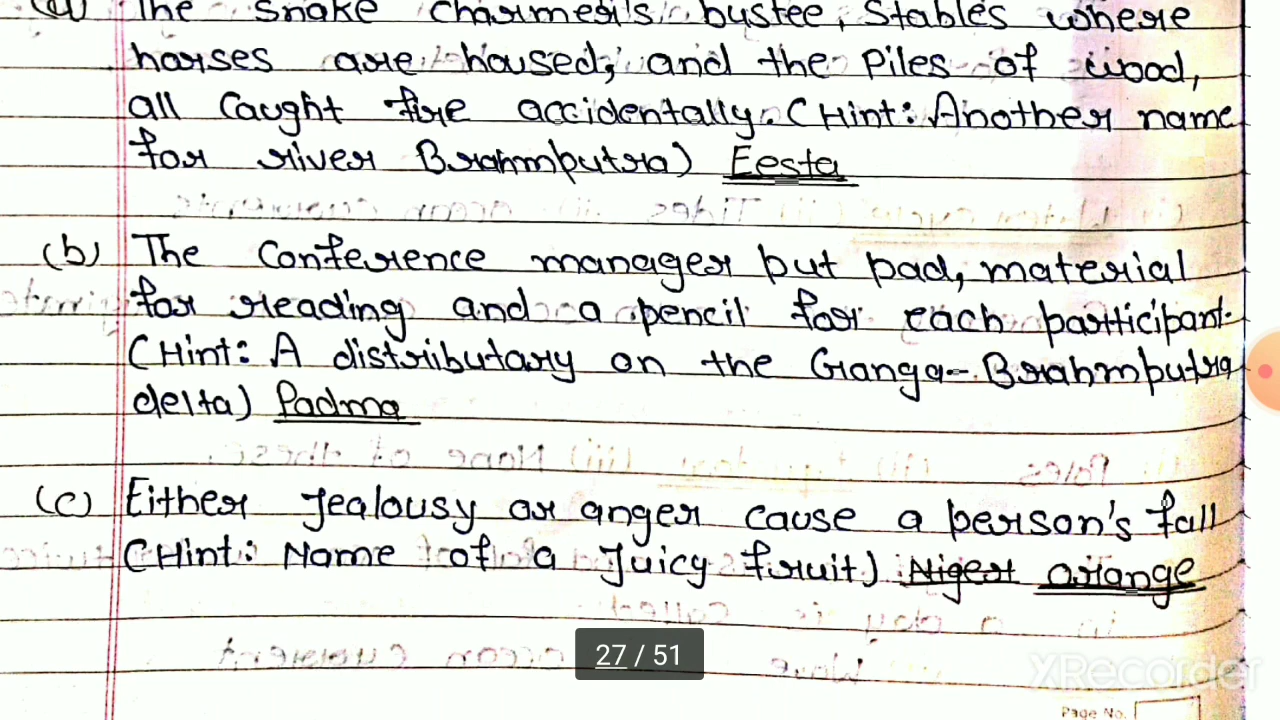 (a) The snake charmer's bustee, Stables where
horses are housed, and the Piles of wood,
all caught fire accidentally. (Hint: Another name
for river Brahmputra) Eesta
(b) The conference manager put pad, material
for reading and a pencil for each participant.
(Hint: A distributary on the Ganga-Brahmputra
delta) Padma
(c) Either Jealousy or anger cause a person's fall
(Hint: Name of a Juicy fruit) Niger orange
27 / 51
XRecorder
Page No.